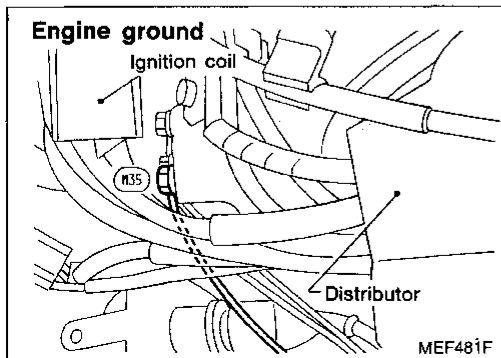 Engine ground
Ignition coil
M35
Distributor
MEF481F